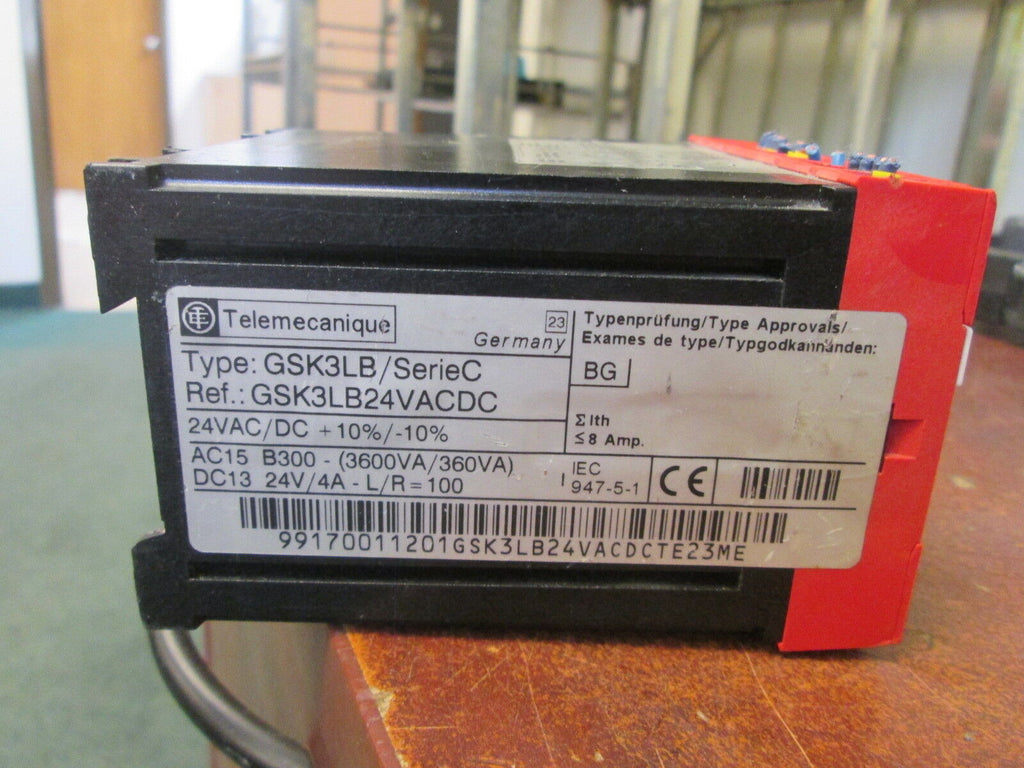 Telemecanique
23
Germany
Type: GSK3LB/SerieC
Ref.: GSK3LB24VACDC
24VAC/DC +10%/-10%
AC15 B300 - (3600VA/360VA)
DC13 24V/4A - L/R=100
Typenprüfung/Type Approvals/
Exames de type/Typgodkännanden:
BG
Σ Ith
≤8 Amp.
IEC
947-5-1
CE
99170011201GSK3LB24VACDCTE23ME